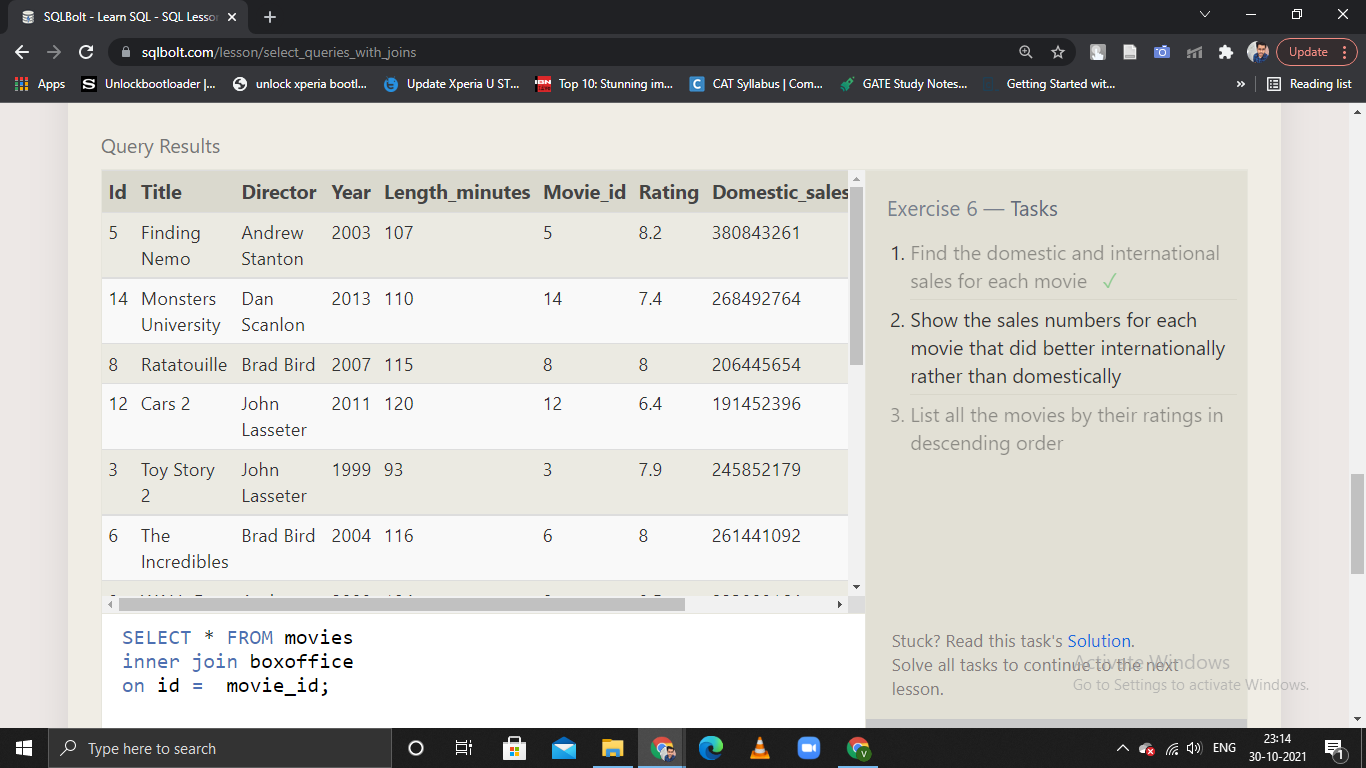 SQLBolt - Learn SQL - SQL Lesson
sqlbolt.com/lesson/select_queries_with_joins
Update
Apps
Unlockbootloader |...
unlock xperia bootl...
Update Xperia U ST...
Top 10: Stunning im...
CAT Syllabus | Com...
GATE Study Notes...
Getting Started wit...
»
Reading list
Query Results
Id Title Director Year Length_minutes Movie_id Rating Domestic_sales
5 Finding Nemo Andrew Stanton 2003 107 5 8.2 380843261
14 Monsters University Dan Scanlon 2013 110 14 7.4 268492764
8 Ratatouille Brad Bird 2007 115 8 8 206445654
12 Cars 2 John Lasseter 2011 120 12 6.4 191452396
3 Toy Story 2 John Lasseter 1999 93 3 7.9 245852179
6 The Incredibles Brad Bird 2004 116 6 8 261441092
SELECT * FROM movies
inner join boxoffice
on id = movie_id;
Exercise 6 — Tasks
1. Find the domestic and international
sales for each movie ✓
2. Show the sales numbers for each
movie that did better internationally
rather than domestically
3. List all the movies by their ratings in
descending order
Stuck? Read this task's Solution.
Solve all tasks to continue to the next
lesson.
Activate Windows
Go to Settings to activate Windows.
Type here to search
ENG
23:14
30-10-2021
1